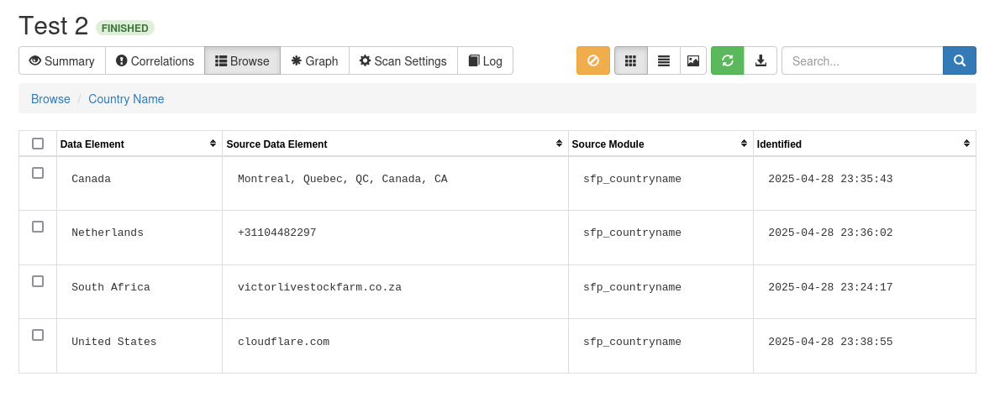 Test 2 FINISHED
Summary Correlations Browse Graph Scan Settings Log Search...
Browse / Country Name
Data Element Source Data Element Source Module Identified
Canada Montreal, Quebec, QC, Canada, CA sfp_countryname 2025-04-28 23:35:43
Netherlands +31104482297 sfp_countryname 2025-04-28 23:36:02
South Africa victorlivestockfarm.co.za sfp_countryname 2025-04-28 23:24:17
United States cloudflare.com sfp_countryname 2025-04-28 23:38:55